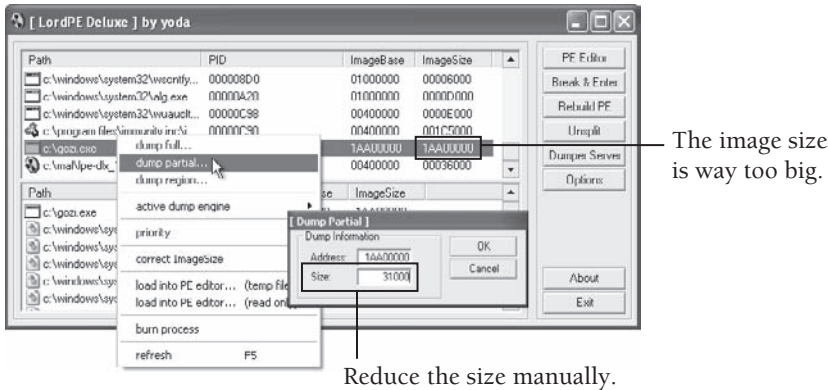 [ LordPE Deluxe ] by yoda
Path PID ImageBase ImageSize
c:\windows\system32\wscntfy... 000008D0 01000000 00006000
c:\windows\system32\alg.exe 00000A20 01000000 0000D000
c:\windows\system32\wuauclt... 00000C98 00400000 0000E000
c:\program files\immunity inc\i 00000C90 00400000 001C5000
c:\gozi.exe 1AA00000 1AA00000
00400000 00036000
dump full...
dump partial...
dump region...
active dump engine
priority
correct ImageSize
load into PE editor... (temp file
load into PE editor... (read only
burn process
refresh F5
Path ImageSize
c:\gozi.exe
c:\windows\sys
c:\windows\sys
c:\windows\sys
c:\windows\sys
c:\windows\sys
[ Dump Partial ]
Dump Information
Address: 1AA00000
Size: 31000
OK
Cancel
PE Editor
Break & Enter
Rebuild PE
Unsplit
Dumper Server
Options
About
Exit
The image size
is way too big.
Reduce the size manually.